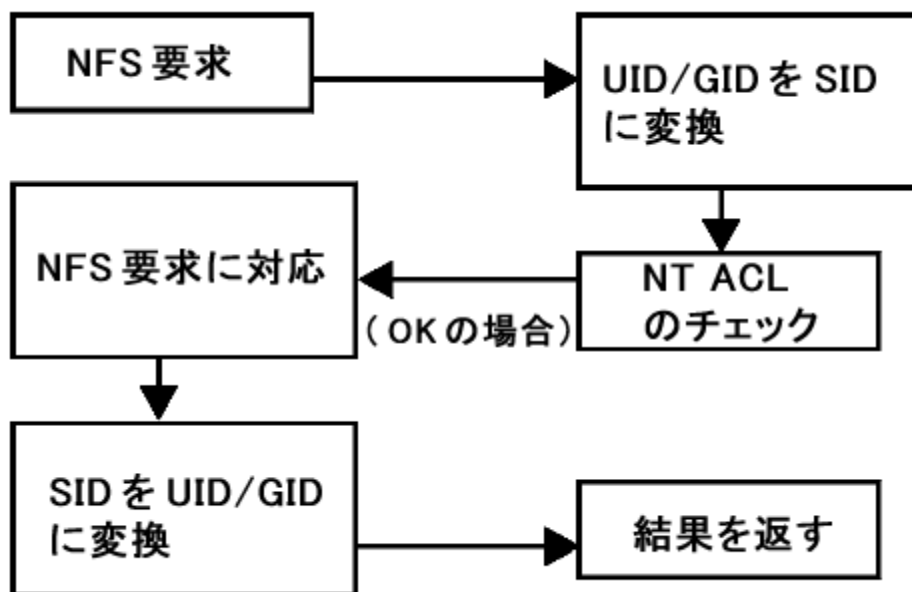 NFS 要求
UID/GID を SID
に変換
NT ACL
のチェック
(OK の場合)
NFS 要求に対応
SID を UID/GID
に変換
結果を返す